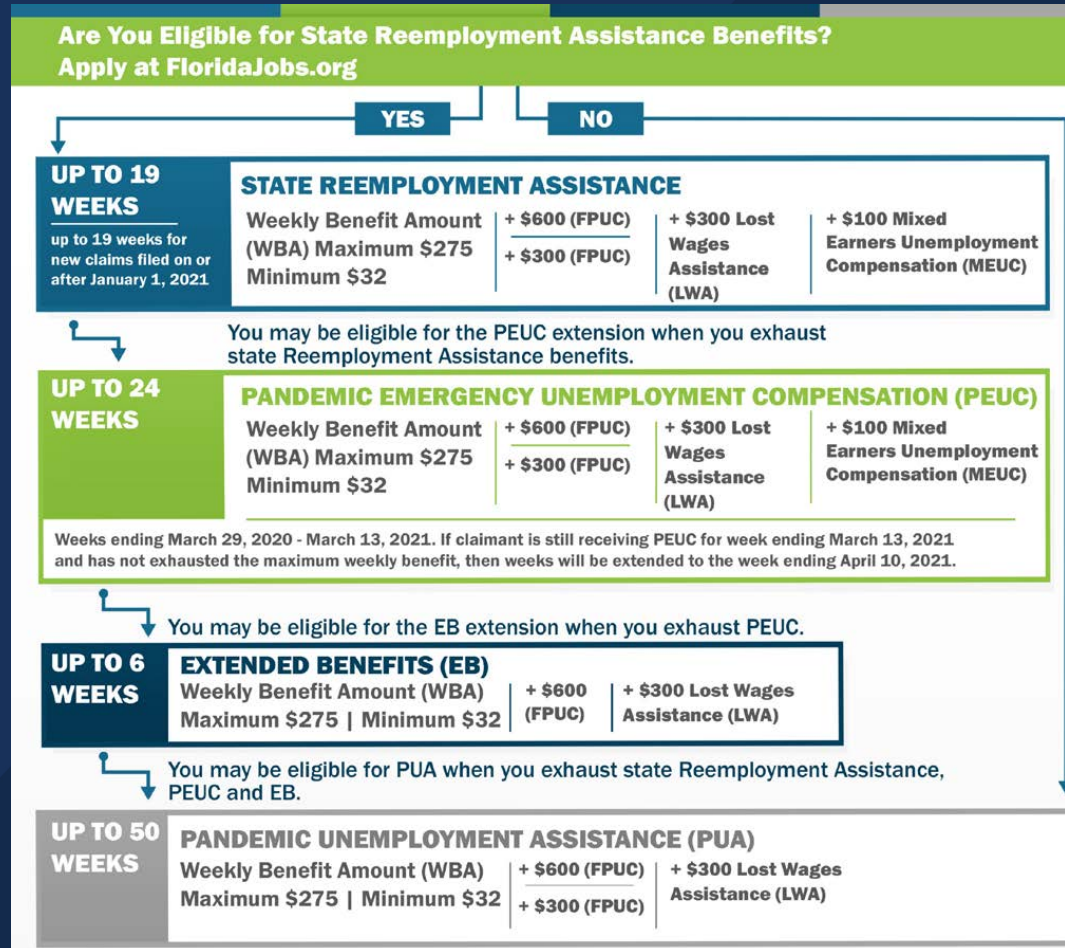 Are You Eligible for State Reemployment Assistance Benefits?
Apply at FloridaJobs.org
YES
NO
UP TO 19
WEEKS
up to 19 weeks for
new claims filed on or
after January 1, 2021
STATE REEMPLOYMENT ASSISTANCE
Weekly Benefit Amount
(WBA) Maximum $275
Minimum $32
+ $600 (FPUC)
+ $300 (FPUC)
+ $300 Lost
Wages
Assistance
(LWA)
+ $100 Mixed
Earners Unemployment
Compensation (MEUC)
You may be eligible for the PEUC extension when you exhaust
state Reemployment Assistance benefits.
UP TO 24
WEEKS
PANDEMIC EMERGENCY UNEMPLOYMENT COMPENSATION (PEUC)
Weekly Benefit Amount
(WBA) Maximum $275
Minimum $32
+ $600 (FPUC)
+ $300 (FPUC)
+ $300 Lost
Wages
Assistance
(LWA)
+ $100 Mixed
Earners Unemployment
Compensation (MEUC)
Weeks ending March 29, 2020 - March 13, 2021. If claimant is still receiving PEUC for week ending March 13, 2021
and has not exhausted the maximum weekly benefit, then weeks will be extended to the week ending April 10, 2021.
You may be eligible for the EB extension when you exhaust PEUC.
UP TO 6
WEEKS
EXTENDED BENEFITS (EB)
Weekly Benefit Amount (WBA)
Maximum $275 | Minimum $32
+ $600
(FPUC)
+ $300 Lost Wages
Assistance (LWA)
You may be eligible for PUA when you exhaust state Reemployment Assistance,
PEUC and EB.
UP TO 50
WEEKS
PANDEMIC UNEMPLOYMENT ASSISTANCE (PUA)
Weekly Benefit Amount (WBA)
Maximum $275 | Minimum $32
+ $600 (FPUC)
+ $300 (FPUC)
+ $300 Lost Wages
Assistance (LWA)